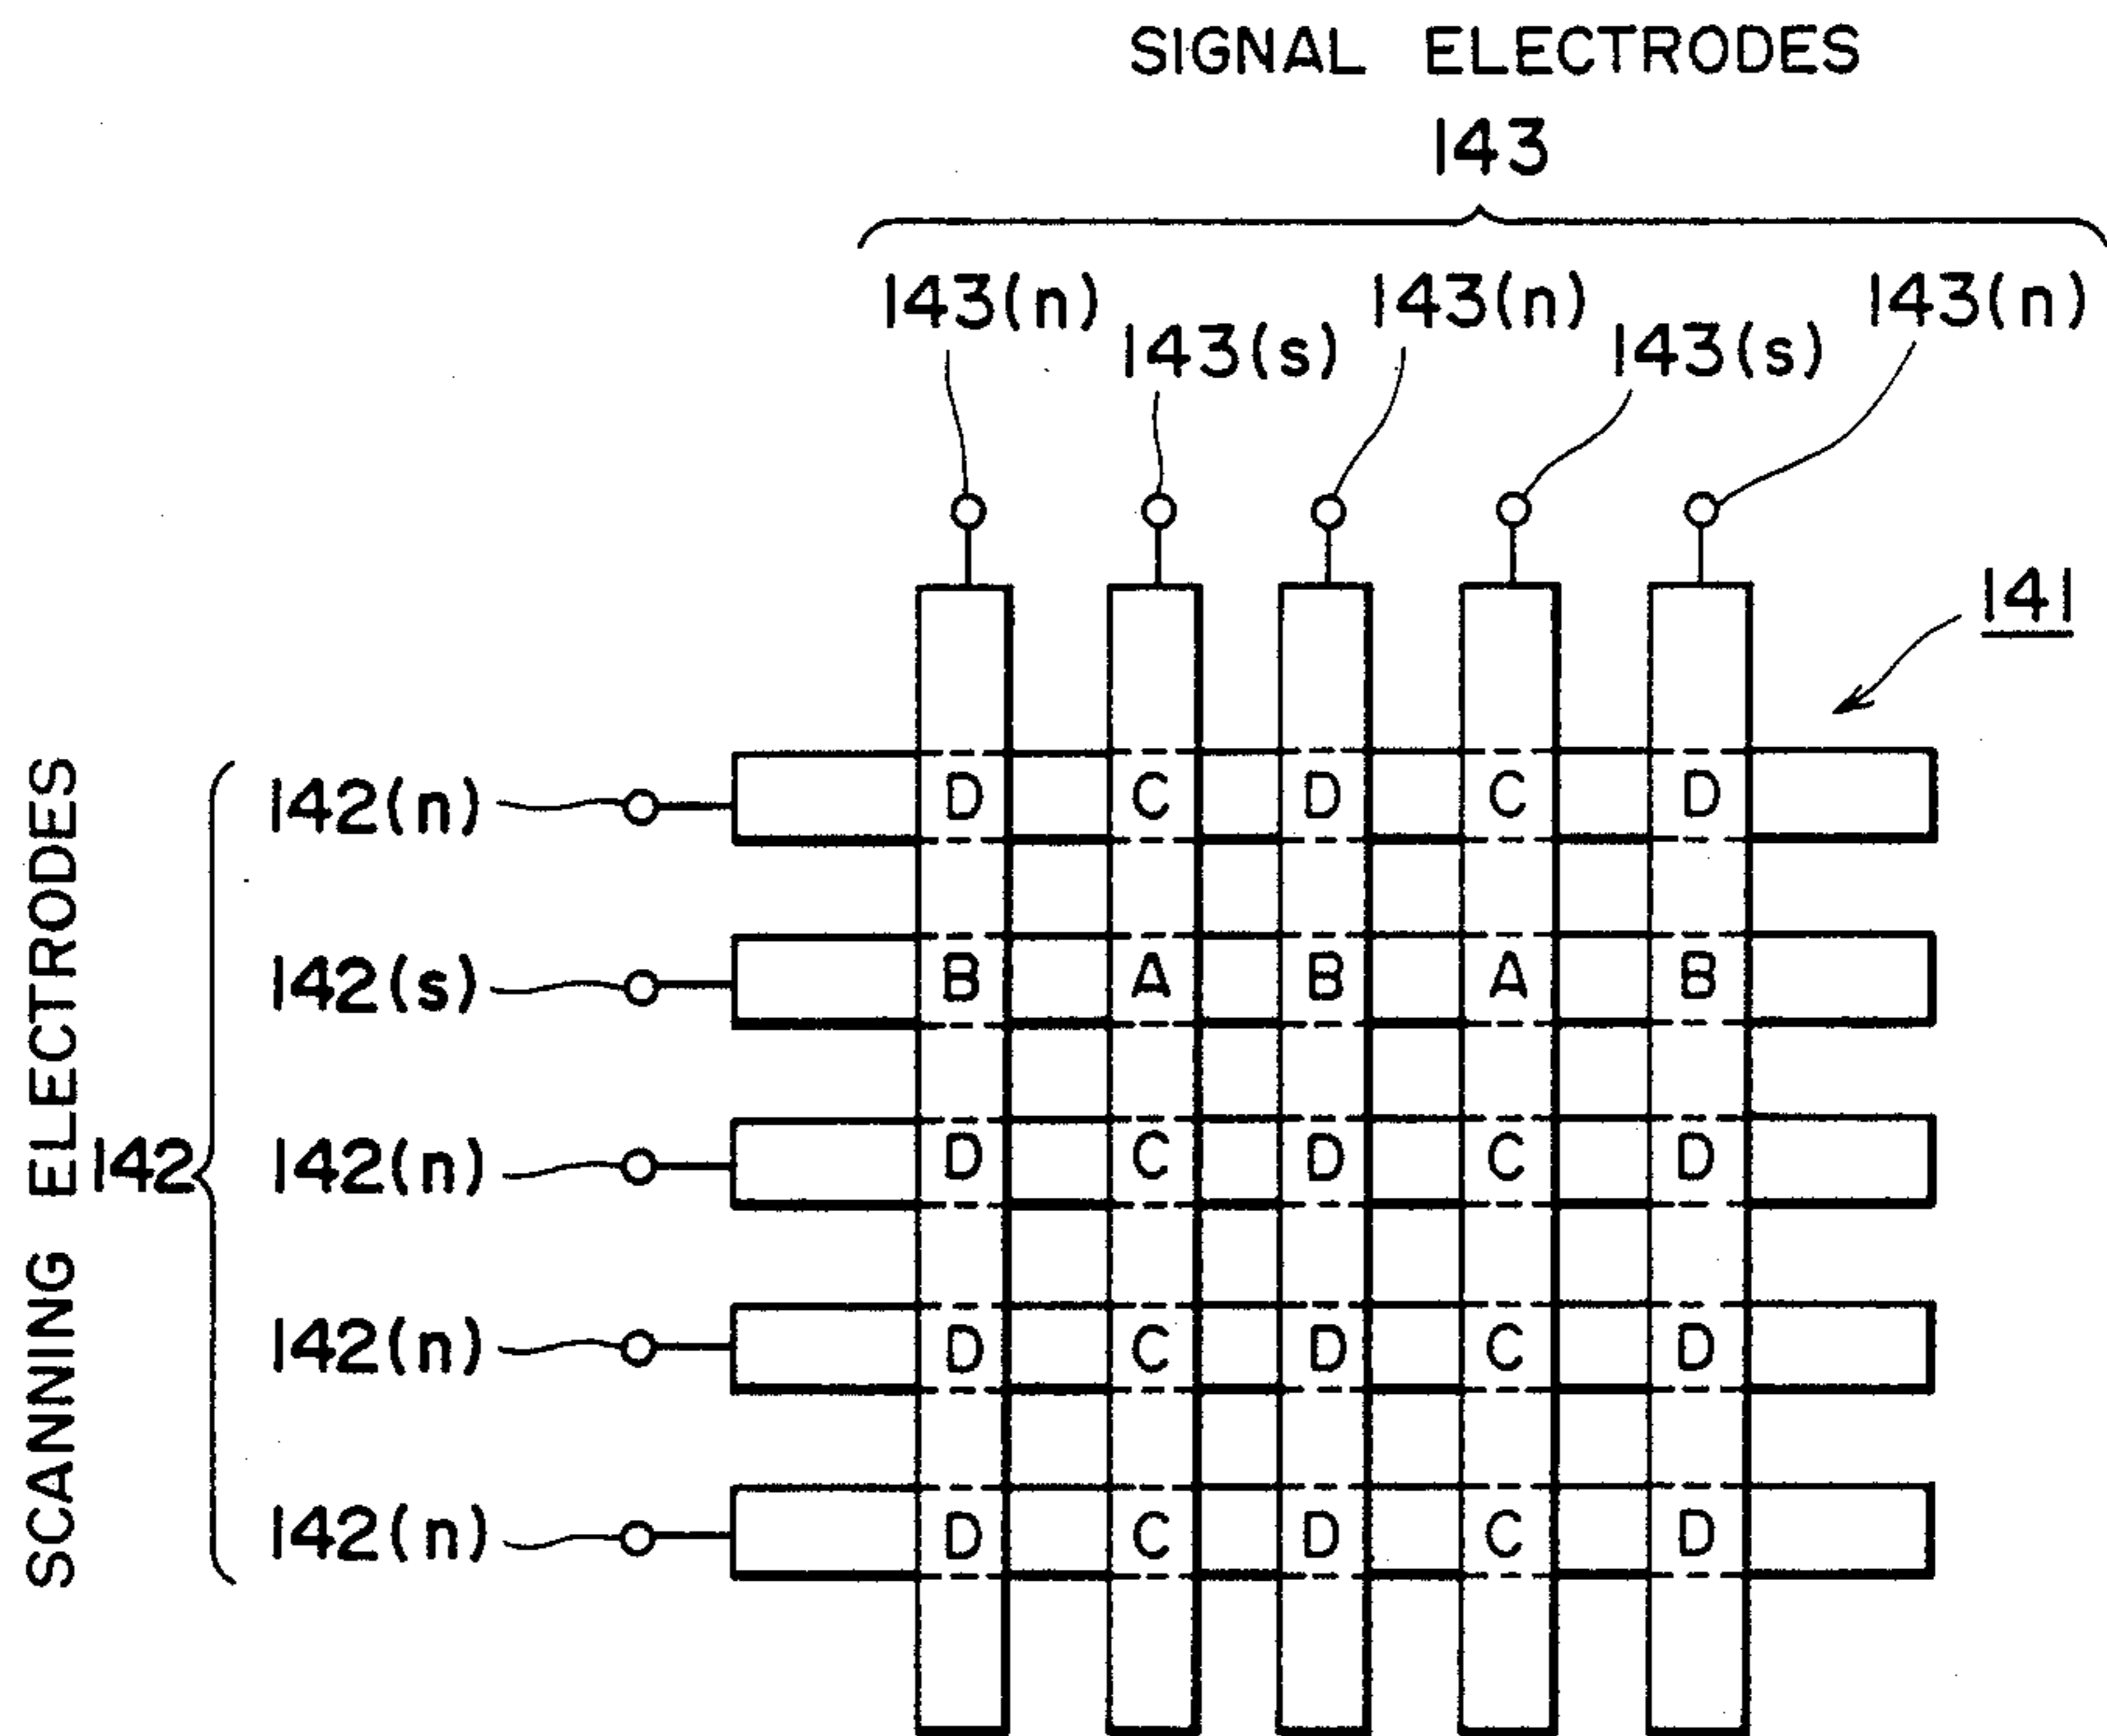 SIGNAL ELECTRODES
143
143(n) 143(s) 143(n) 143(s) 143(n)
141
SCANNING ELECTRODES
142
142(n) D C D C D
142(s) B A B A B
142(n) D C D C D
142(n) D C D C D
142(n) D C D C D